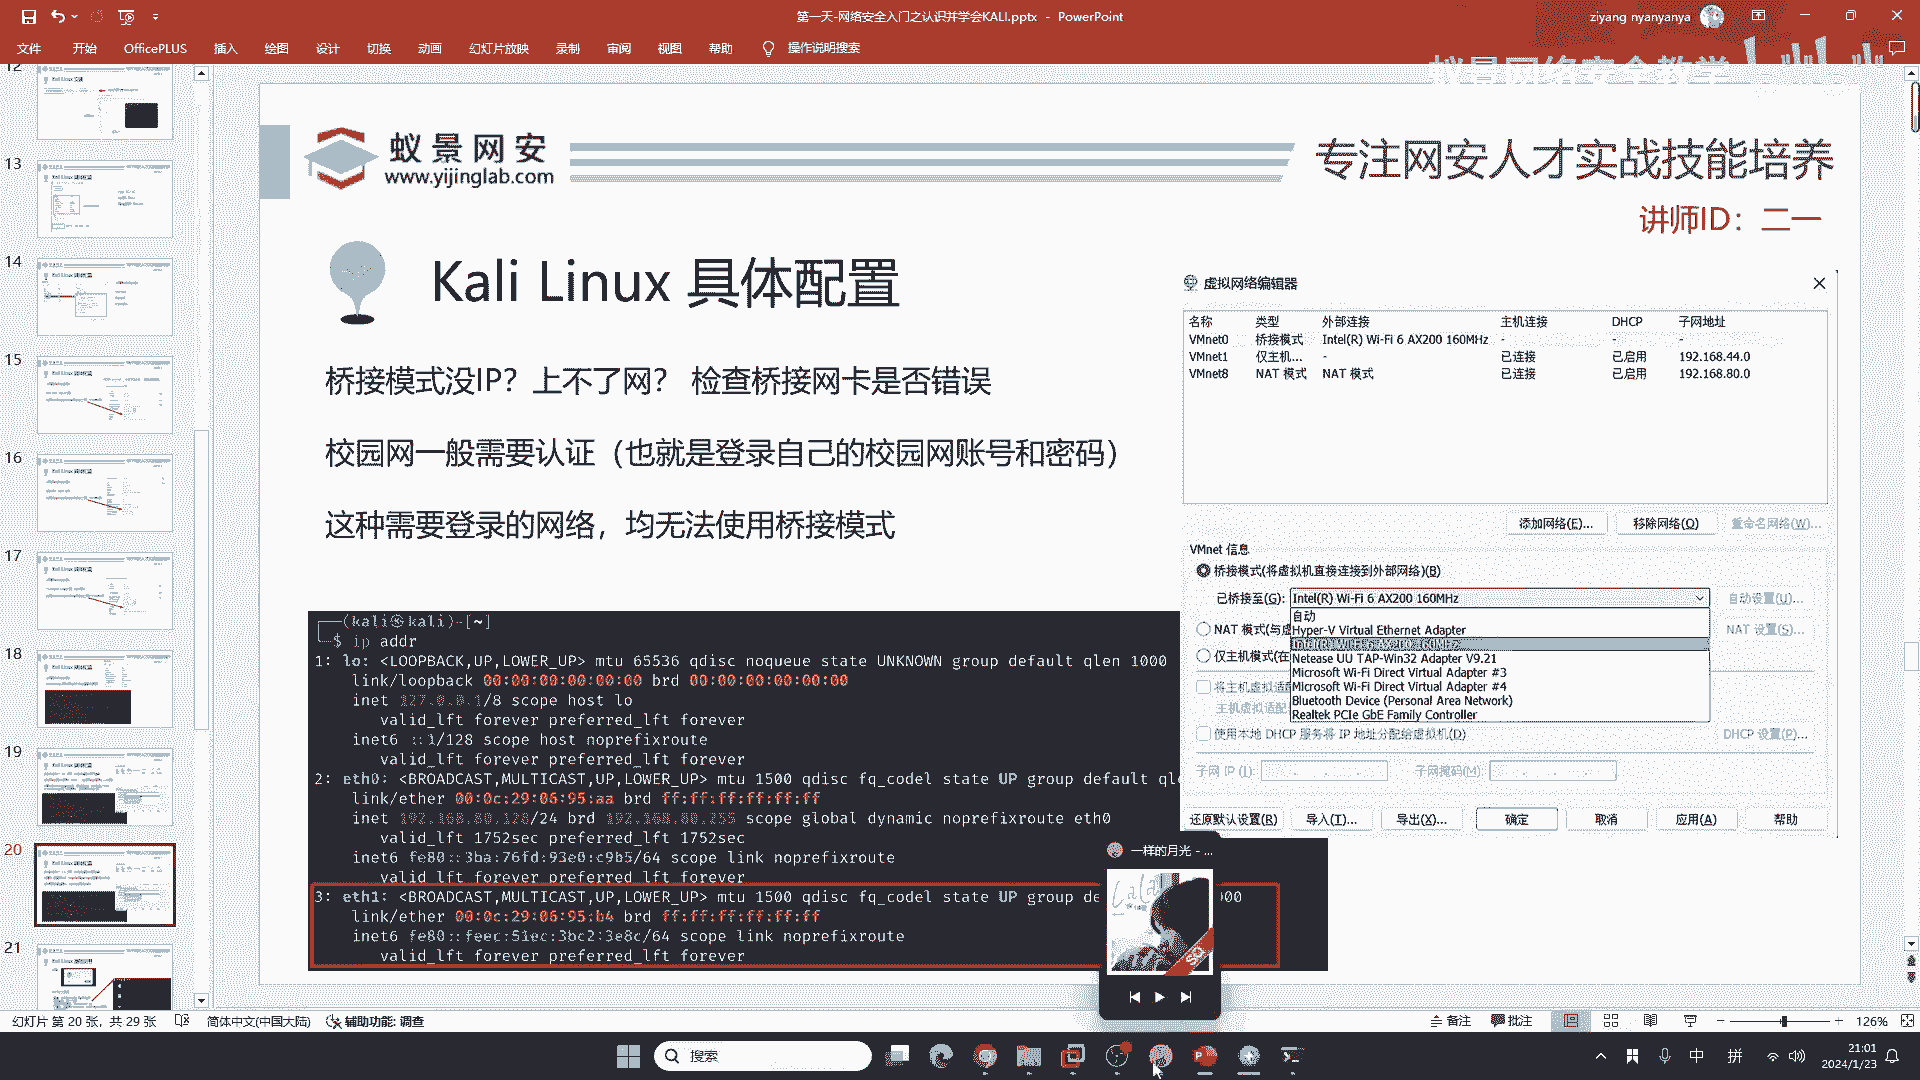 第一天-网络安全入门之认识并学会KALI.pptx - PowerPoint
ziyang nyanyanya
文件 开始 OfficePLUS 插入 绘图 设计 切换 动画 幻灯片放映 录制 审阅 视图 帮助 操作说明搜索
蚁景网络安全教学
12
13
14
15
16
17
18
19
20
21
蚁景网安
www.yijinglab.com
专注网安人才实战技能培养
讲师ID：二一
Kali Linux 具体配置
桥接模式没IP？上不了网？ 检查桥接网卡是否错误
校园网一般需要认证（也就是登录自己的校园网账号和密码）
这种需要登录的网络，均无法使用桥接模式
虚拟网络编辑器
名称 类型 外部连接 主机连接 DHCP 子网地址
VMnet0 桥接模式 Intel(R) Wi-Fi 6 AX200 160MHz - - -
VMnet1 仅主机... - 已连接 已启用 192.168.44.0
VMnet8 NAT 模式 NAT 模式 已连接 已启用 192.168.80.0
添加网络(E)... 移除网络(O) 重命名网络(W)...
VMnet 信息
桥接模式(将虚拟机直接连接到外部网络)(B)
已桥接至(G): Intel(R) Wi-Fi 6 AX200 160MHz 自动设置(U)...
自动
NAT 模式(与虚 Hyper-V Virtual Ethernet Adapter NAT 设置(S)...
Intel(R) Wi-Fi 6 AX200 160MHz
仅主机模式(在 Netease UU TAP-Win32 Adapter V9.21
Microsoft Wi-Fi Direct Virtual Adapter #3
将主机虚拟适配 Microsoft Wi-Fi Direct Virtual Adapter #4
主机虚拟适配 Bluetooth Device (Personal Area Network)
Realtek PCIe GbE Family Controller
使用本地 DHCP 服务将 IP 地址分配给虚拟机(D) DHCP 设置(P)...
子网 IP (I): 子网掩码(M):
还原默认设置(R) 导入(T)... 导出(X)... 确定 取消 应用(A) 帮助
┌──(kali㉿kali)-[~]
└─$ ip addr
1: lo: <LOOPBACK,UP,LOWER_UP> mtu 65536 qdisc noqueue state UNKNOWN group default qlen 1000
link/loopback 00:00:00:00:00:00 brd 00:00:00:00:00:00
inet 127.0.0.1/8 scope host lo
valid_lft forever preferred_lft forever
inet6 ::1/128 scope host noprefixroute
valid_lft forever preferred_lft forever
2: eth0: <BROADCAST,MULTICAST,UP,LOWER_UP> mtu 1500 qdisc fq_codel state UP group default qle
link/ether 00:0c:29:06:95:aa brd ff:ff:ff:ff:ff:ff
inet 192.168.80.128/24 brd 192.168.80.255 scope global dynamic noprefixroute eth0
valid_lft 1752sec preferred_lft 1752sec
inet6 fe80::3ba:76fd:93e0:c9b5/64 scope link noprefixroute
valid_lft forever preferred_lft forever
3: eth1: <BROADCAST,MULTICAST,UP,LOWER_UP> mtu 1500 qdisc fq_codel state UP group de 000
link/ether 00:0c:29:06:95:b4 brd ff:ff:ff:ff:ff:ff
inet6 fe80::feec:51ec:3bc2:3e8c/64 scope link noprefixroute
valid_lft forever preferred_lft forever
一样的月光 - ...
SQ
幻灯片 第 20 张，共 29 张 简体中文(中国大陆) 辅助功能: 调查
备注 批注 126%
搜索
中 拼
21:01
2024/1/23